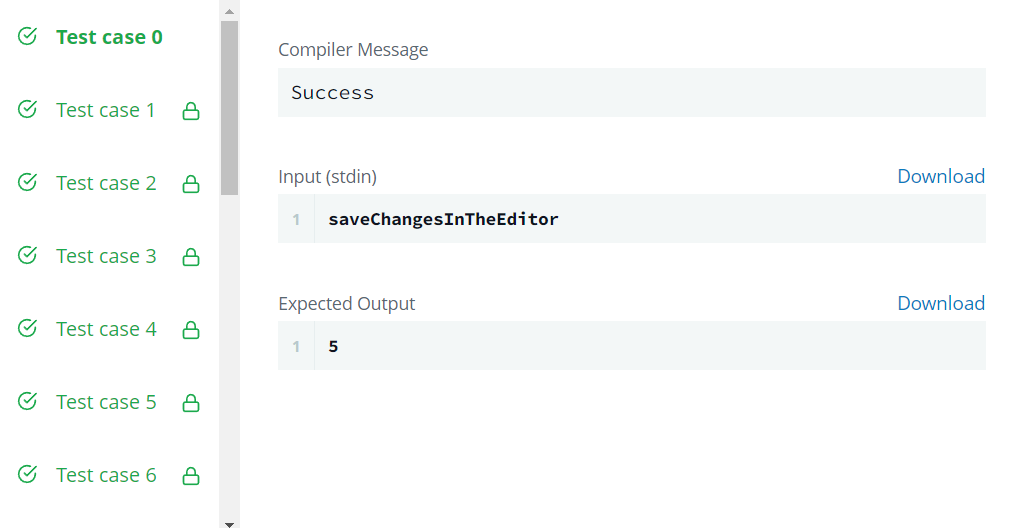 Test case 0
Test case 1
Test case 2
Test case 3
Test case 4
Test case 5
Test case 6
Compiler Message
Success
Input (stdin)
Download
1 saveChangesInTheEditor
Expected Output
Download
1 5